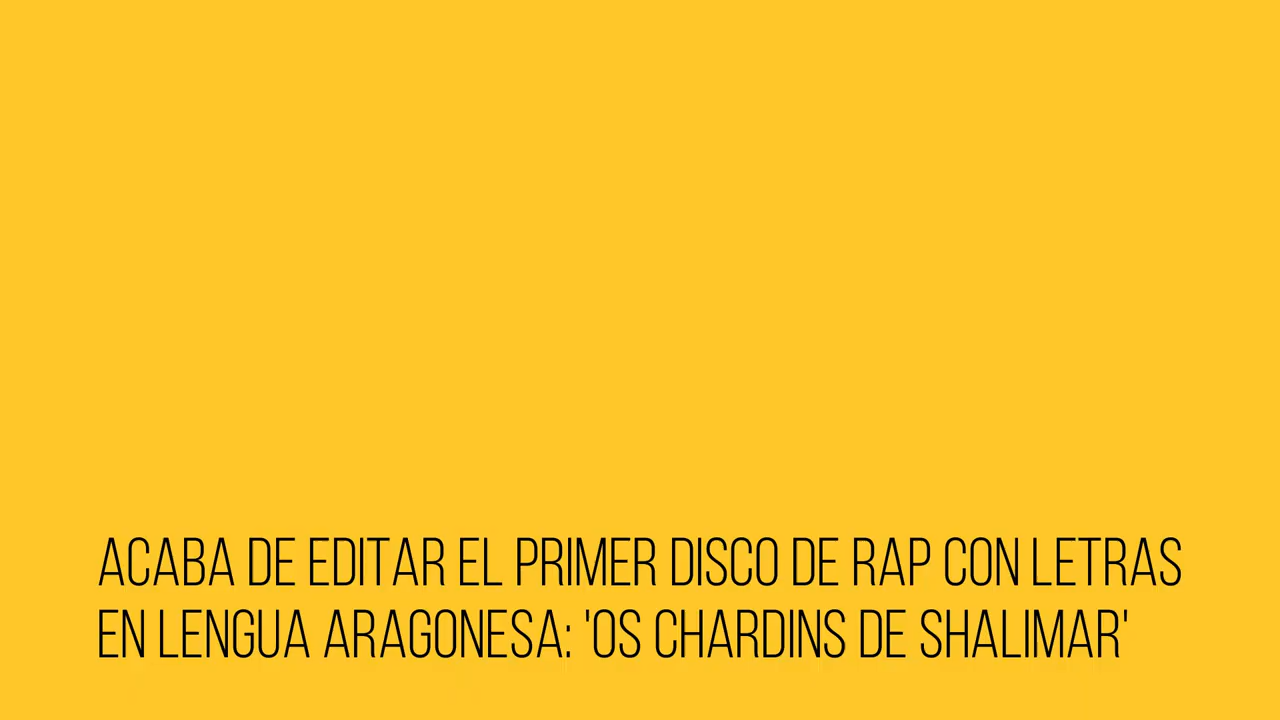 ACABA DE EDITAR EL PRIMER DISCO DE RAP CON LETRAS
EN LENGUA ARAGONESA: 'OS CHARDINS DE SHALIMAR'